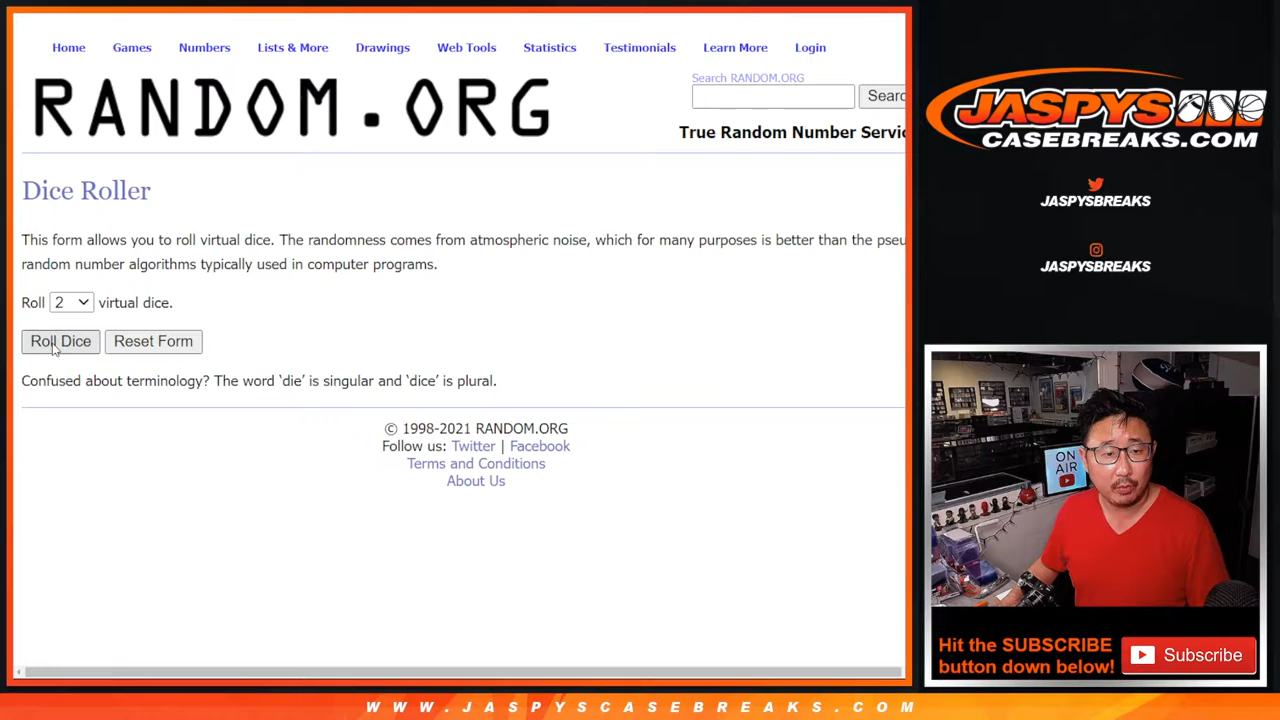 Home Games Numbers Lists & More Drawings Web Tools Statistics Testimonials Learn More Login
RANDOM.ORG
Search RANDOM.ORG
Searc
True Random Number Servic
Dice Roller
This form allows you to roll virtual dice. The randomness comes from atmospheric noise, which for many purposes is better than the pseu
random number algorithms typically used in computer programs.
Roll 2 virtual dice.
Roll Dice Reset Form
Confused about terminology? The word ‘die’ is singular and ‘dice’ is plural.
© 1998-2021 RANDOM.ORG
Follow us: Twitter | Facebook
Terms and Conditions
About Us
JASPYS
CASEBREAKS.COM
JASPYSBREAKS
JASPYSBREAKS
ON
AIR
Hit the SUBSCRIBE
button down below!
Subscribe
WWW.JASPYSCASEBREAKS.COM